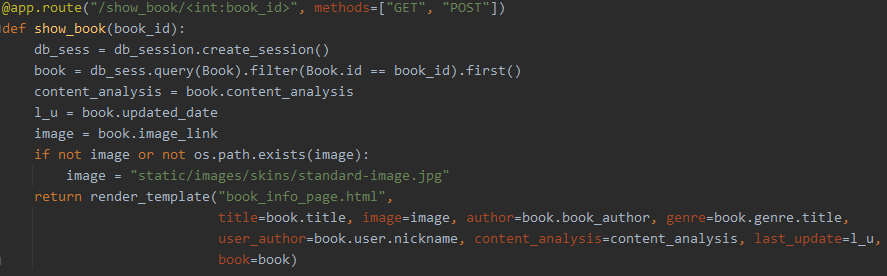 @app.route("/show_book/<int:book_id>", methods=["GET", "POST"])
def show_book(book_id):
    db_sess = db_session.create_session()
    book = db_sess.query(Book).filter(Book.id == book_id).first()
    content_analysis = book.content_analysis
    l_u = book.updated_date
    image = book.image_link
    if not image or not os.path.exists(image):
        image = "static/images/skins/standard-image.jpg"
    return render_template("book_info_page.html",
                           title=book.title, image=image, author=book.book_author, genre=book.genre.title,
                           user_author=book.user.nickname, content_analysis=content_analysis, last_update=l_u,
                           book=book)